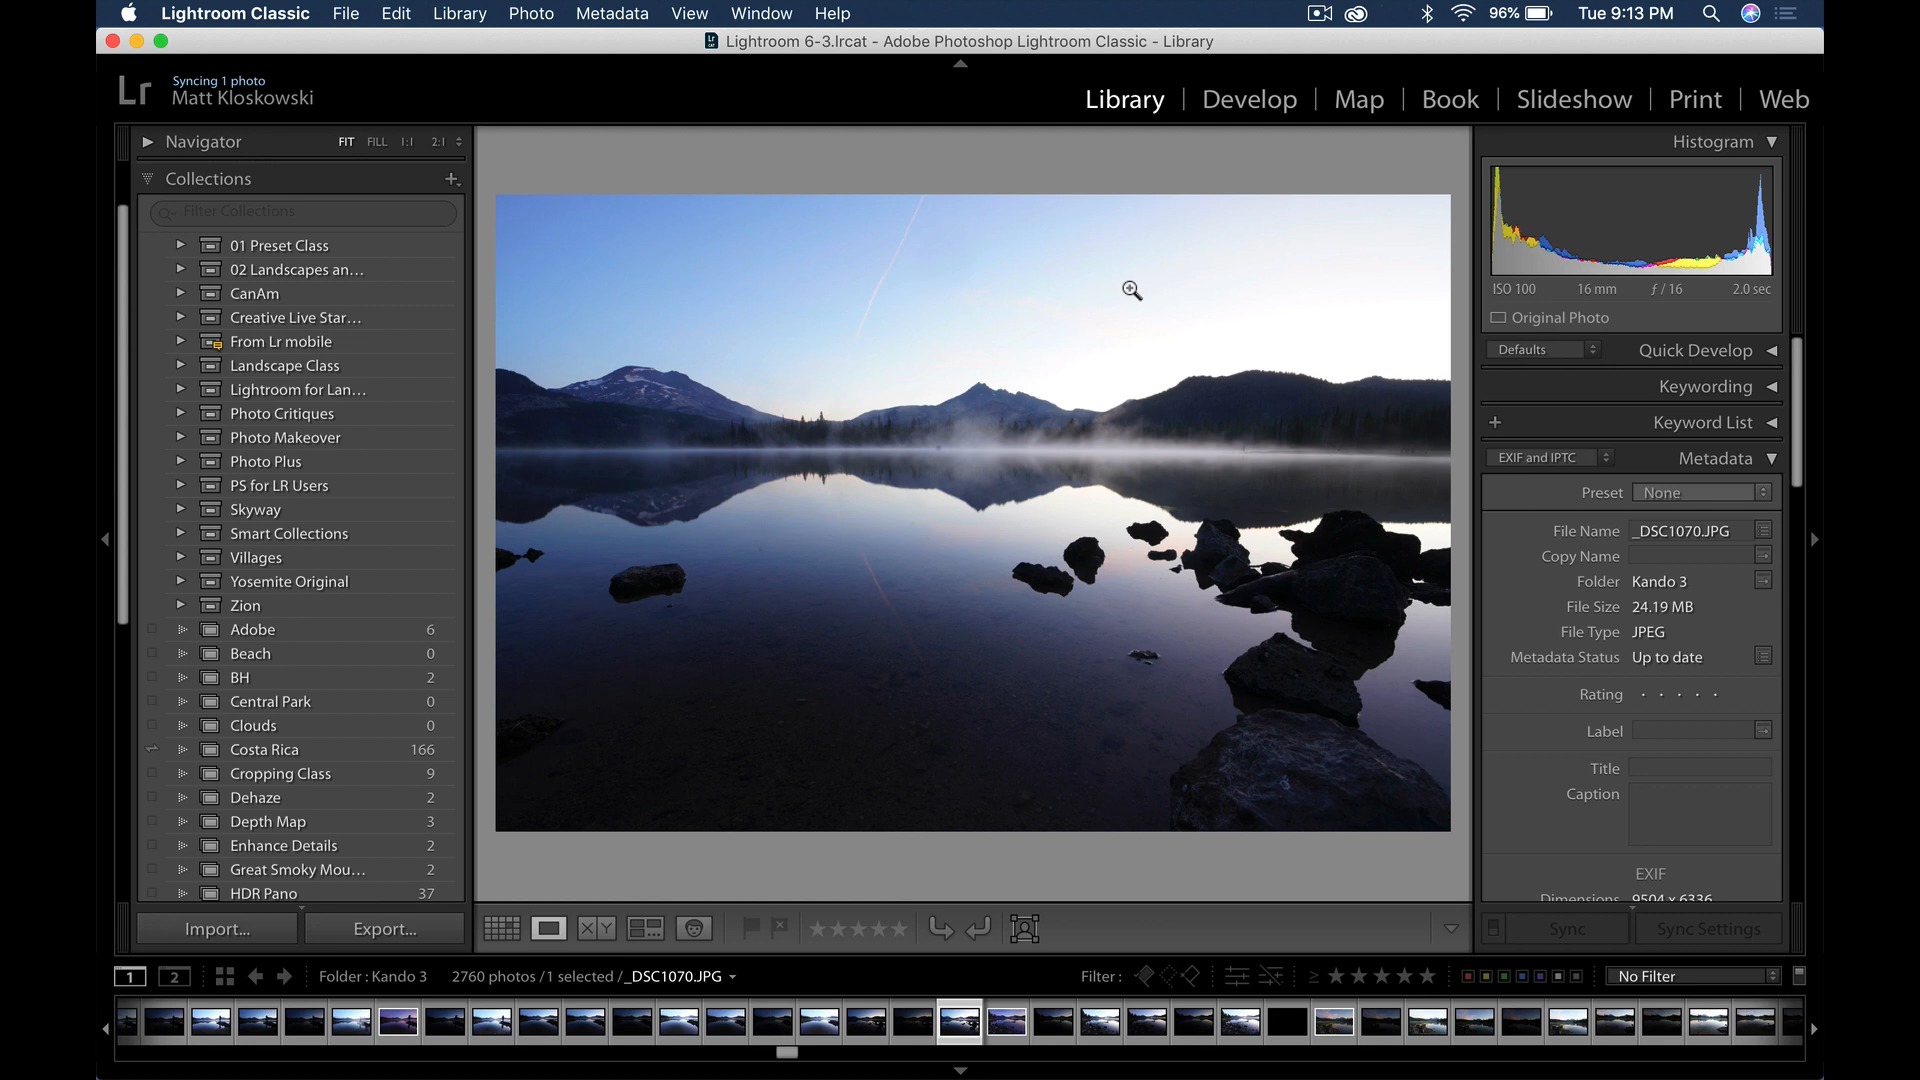 Lightroom Classic File Edit Library Photo Metadata View Window Help 96% Tue 9:13 PM
Lightroom 6-3.lrcat - Adobe Photoshop Lightroom Classic - Library
Lr
Syncing 1 photo
Matt Kloskowski
Library | Develop | Map | Book | Slideshow | Print | Web
Navigator FIT FILL 1:1 2:1
Collections
Filter Collections
01 Preset Class
02 Landscapes an...
CanAm
Creative Live Star...
From Lr mobile
Landscape Class
Lightroom for Lan...
Photo Critiques
Photo Makeover
Photo Plus
PS for LR Users
Skyway
Smart Collections
Villages
Yosemite Original
Zion
Adobe 6
Beach 0
BH 2
Central Park 0
Clouds 0
Costa Rica 166
Cropping Class 9
Dehaze 2
Depth Map 3
Enhance Details 2
Great Smoky Mou... 2
HDR Pano 37
Import... Export...
Histogram
ISO 100 16 mm ƒ / 16 2.0 sec
Original Photo
Defaults Quick Develop
Keywording
Keyword List
EXIF and IPTC Metadata
Preset None
File Name _DSC1070.JPG
Copy Name
Folder Kando 3
File Size 24.19 MB
File Type JPEG
Metadata Status Up to date
Rating
Label
Title
Caption
EXIF
Dimensions 9504 x 6336
Sync Sync Settings
X Y
1 2 Folder : Kando 3 2760 photos / 1 selected / _DSC1070.JPG Filter : ≥ No Filter